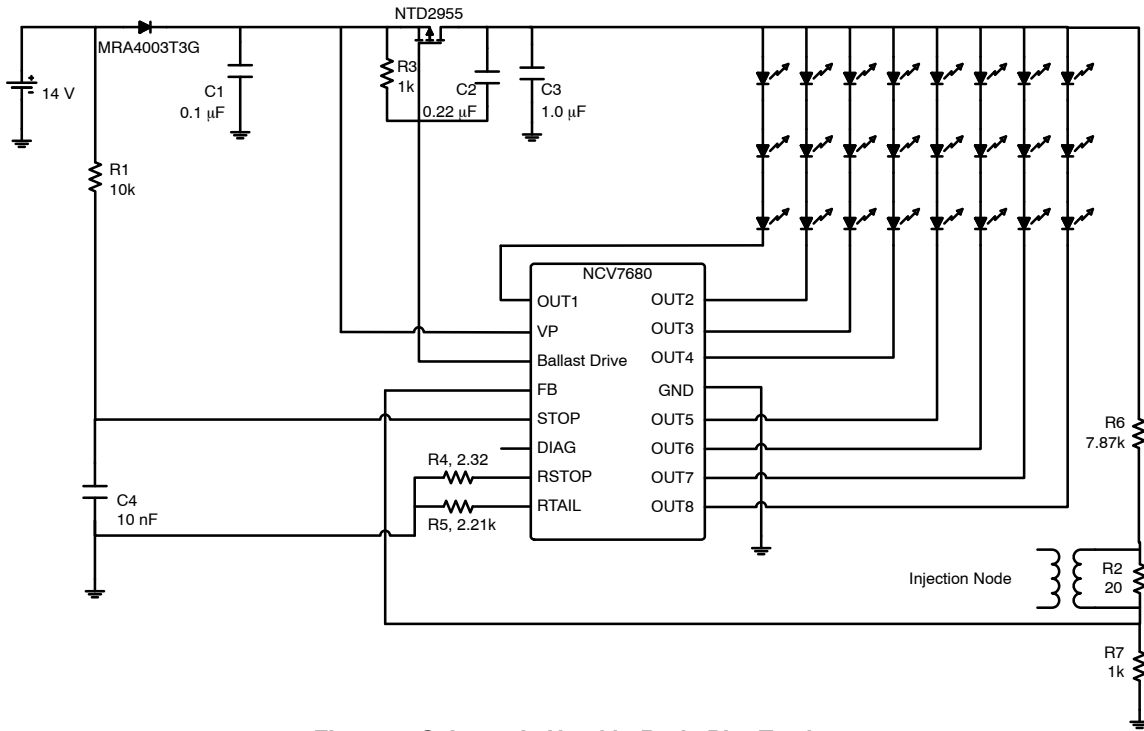 NTD2955
MRA4003T3G
14 V
C1
0.1 μF
R3
1k
C2
0.22 μF
C3
1.0 μF
R1
10k
NCV7680
OUT1
VP
Ballast Drive
FB
STOP
DIAG
RSTOP
RTAIL
OUT2
OUT3
OUT4
GND
OUT5
OUT6
OUT7
OUT8
R4, 2.32
R5, 2.21k
C4
10 nF
R6
7.87k
Injection Node
R2
20
R7
1k